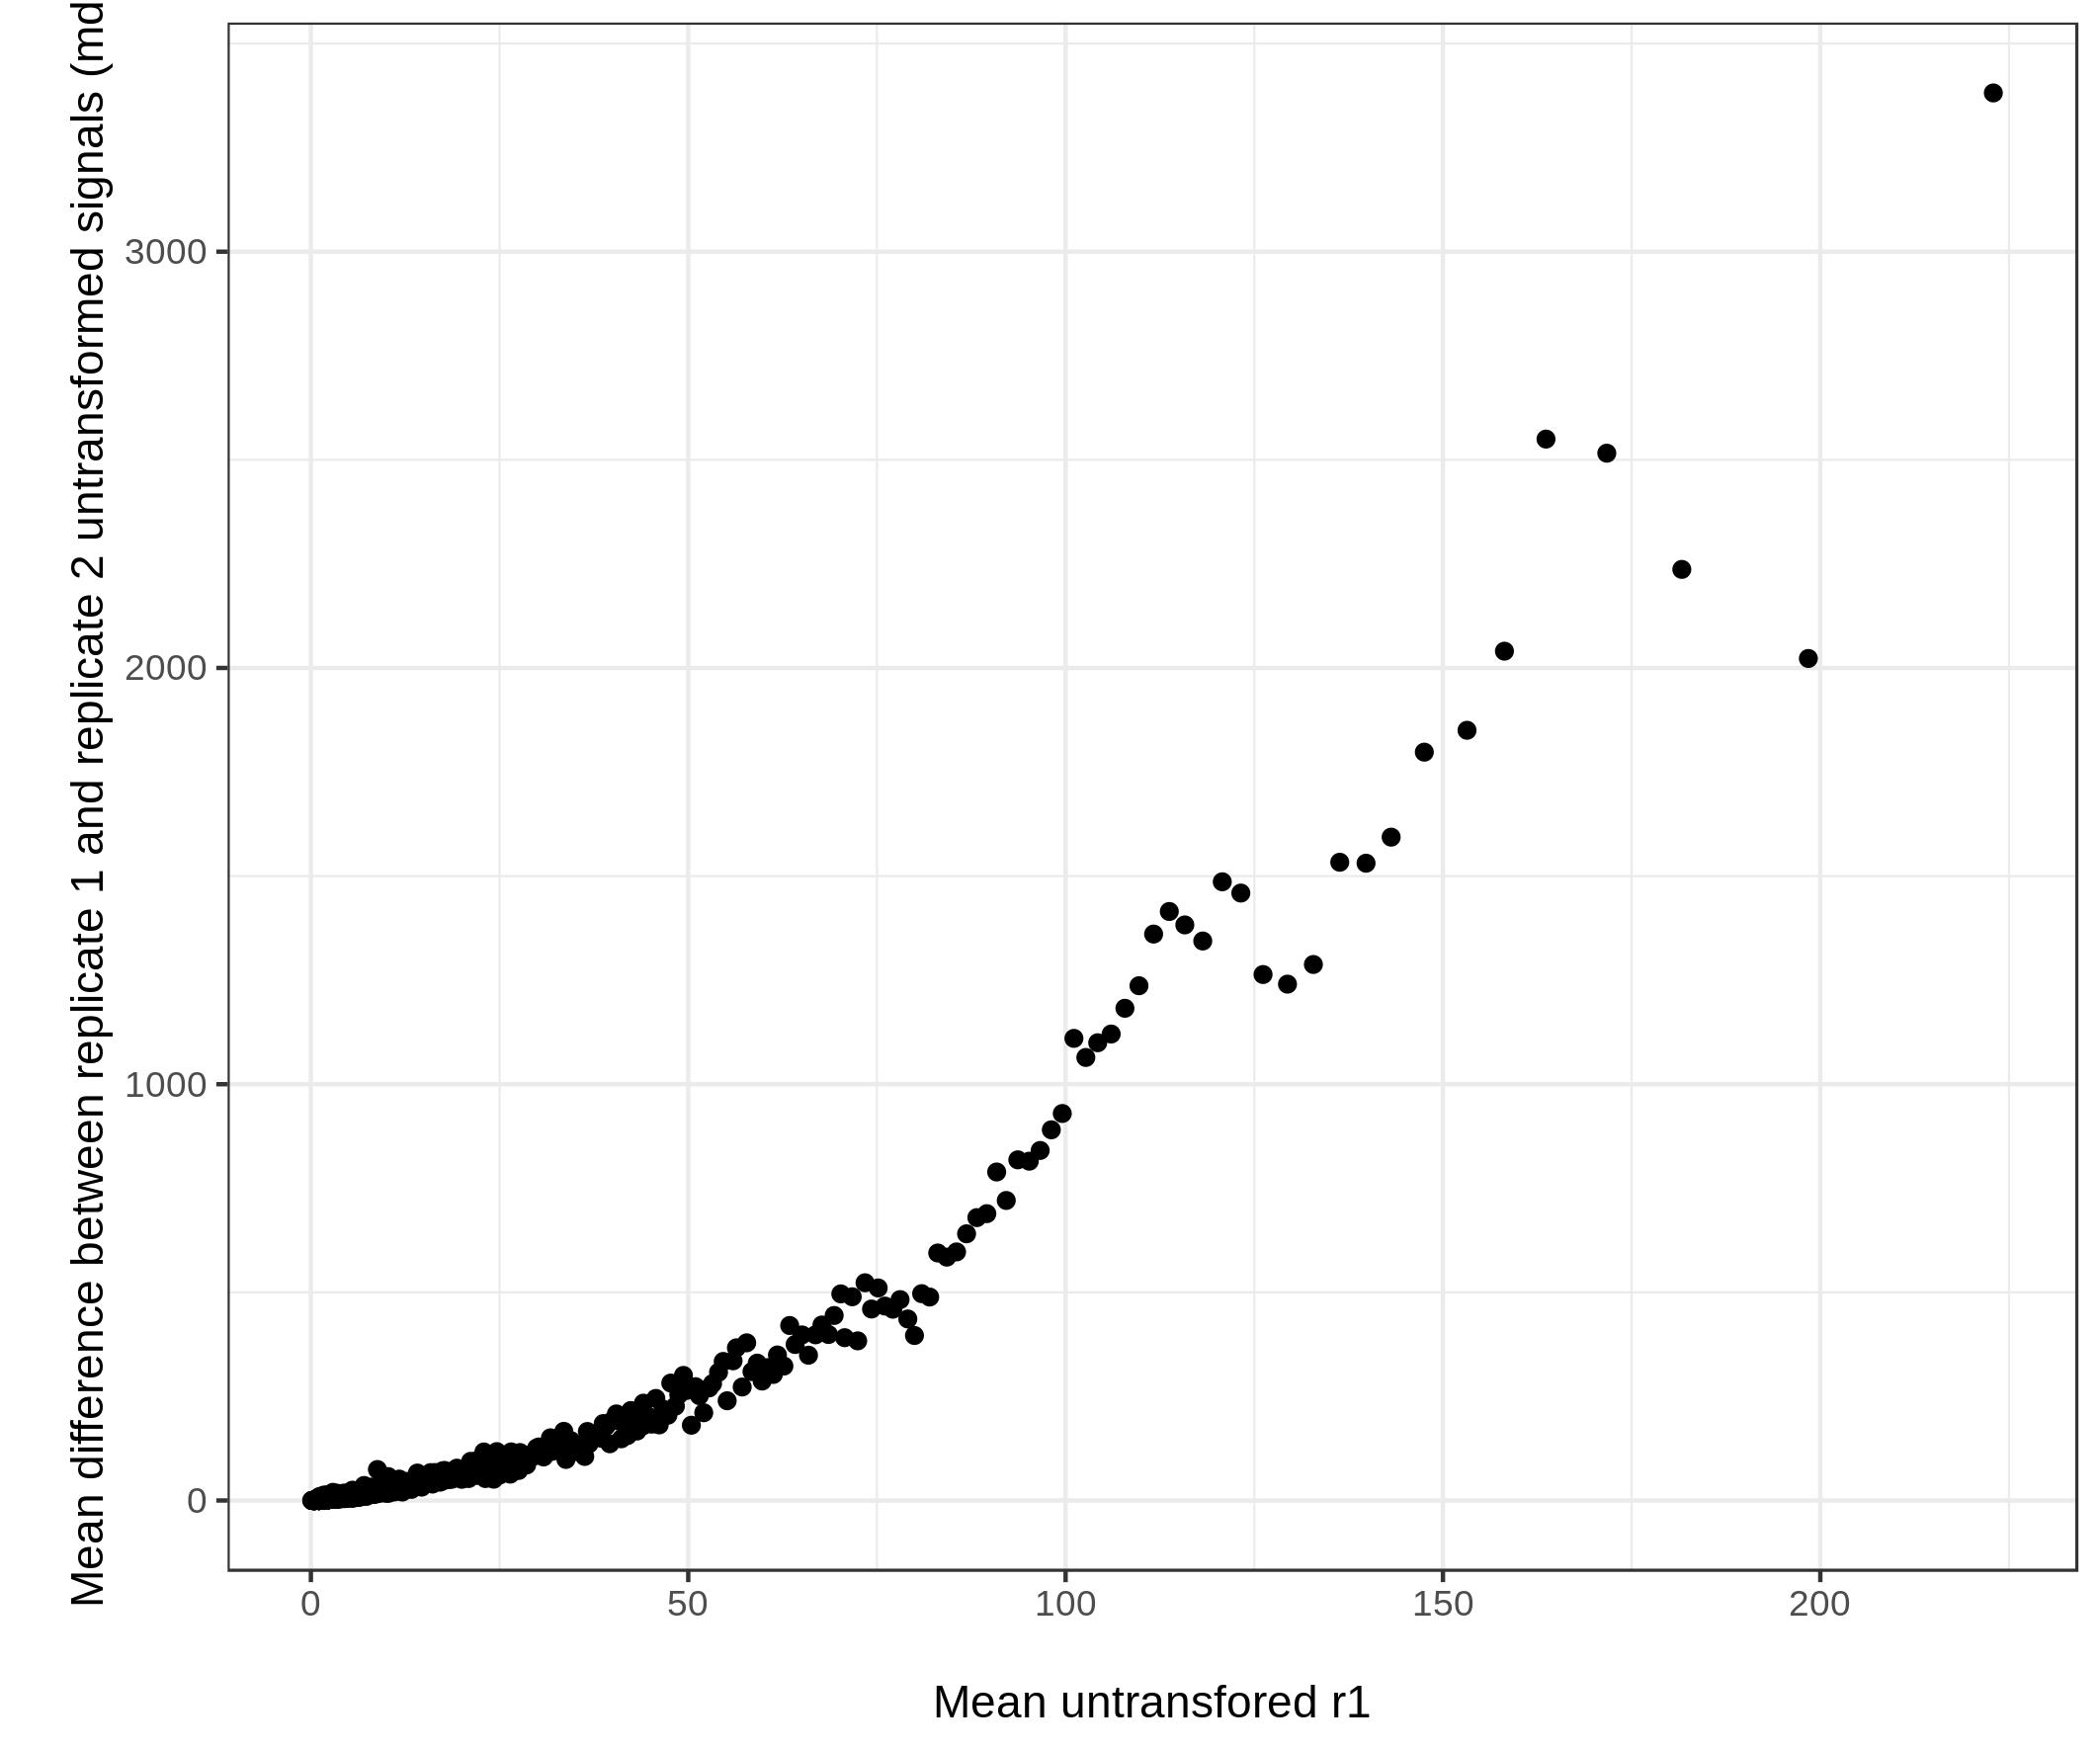 Mean difference between replicate 1 and replicate 2 untransformed signals (md
3000
2000
1000
0
0 50 100 150 200
Mean untransfored r1